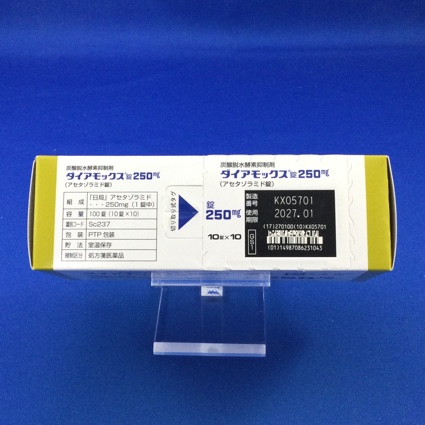 炭酸脱水酵素抑制剤
ダイアモックス錠250mg
(アセタゾラミド錠)
組成 「日局」アセタゾラミド
・・・250mg(1錠中)
容量 100錠(10錠×10)
識別コード Sc237
包装 PTP包装
貯法 室温保存
規制区分 処方箋医薬品
切り取り式タグ
炭酸脱水酵素抑制剤
ダイアモックス錠250mg
(アセタゾラミド錠)
錠
250mg
10錠×10
製造番号 KX05701
使用期限 2027.01
(17)270100(10)KX05701
GS1
(01)14987086231043